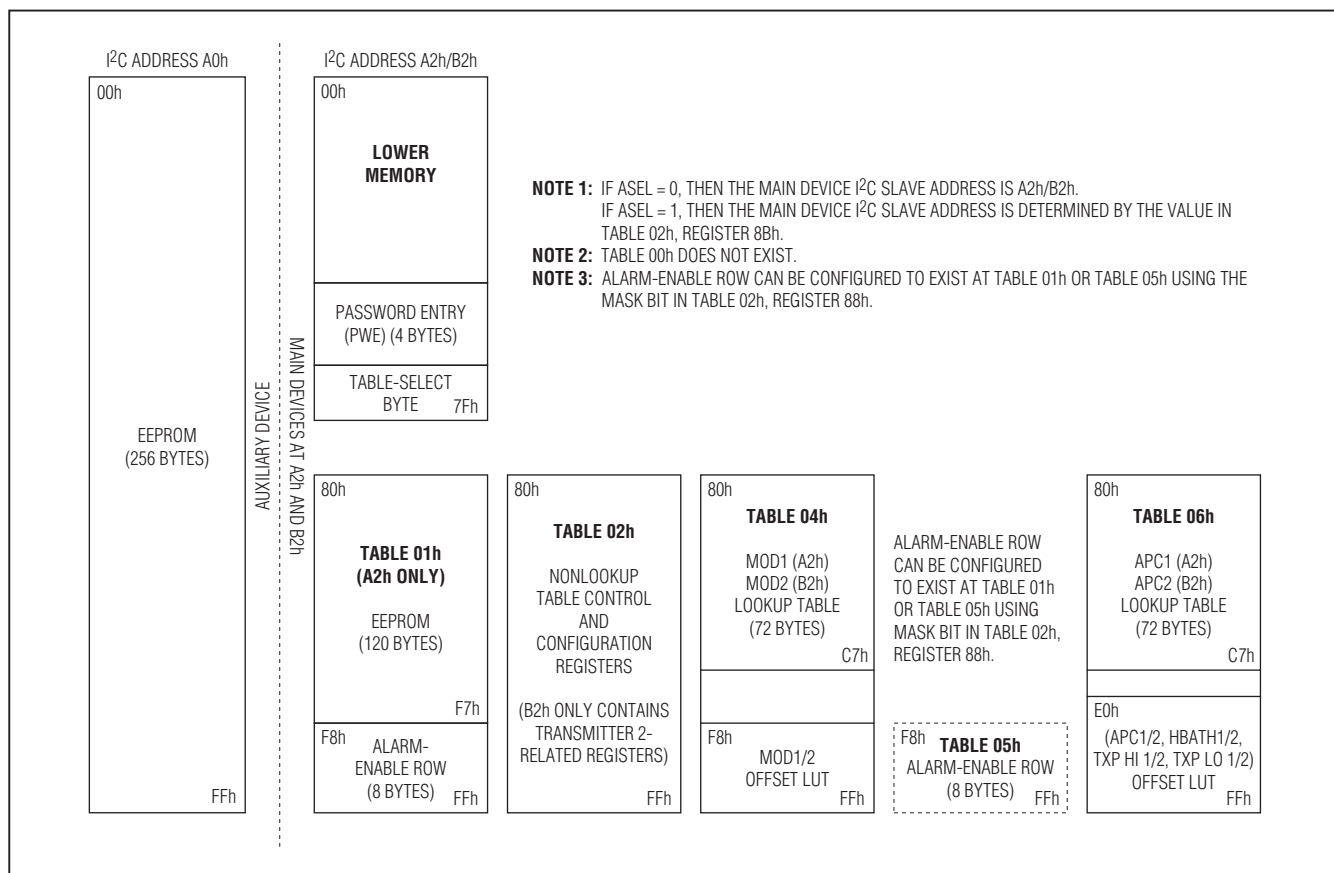 I2C ADDRESS A0h
00h
EEPROM
(256 BYTES)
FFh
AUXILIARY DEVICE
MAIN DEVICES AT A2h AND B2h
I2C ADDRESS A2h/B2h
00h
LOWER
MEMORY
PASSWORD ENTRY
(PWE) (4 BYTES)
TABLE-SELECT
BYTE
7Fh
NOTE 1: IF ASEL = 0, THEN THE MAIN DEVICE I2C SLAVE ADDRESS IS A2h/B2h.
IF ASEL = 1, THEN THE MAIN DEVICE I2C SLAVE ADDRESS IS DETERMINED BY THE VALUE IN
TABLE 02h, REGISTER 8Bh.
NOTE 2: TABLE 00h DOES NOT EXIST.
NOTE 3: ALARM-ENABLE ROW CAN BE CONFIGURED TO EXIST AT TABLE 01h OR TABLE 05h USING THE
MASK BIT IN TABLE 02h, REGISTER 88h.
80h
TABLE 01h
(A2h ONLY)
EEPROM
(120 BYTES)
F7h
F8h
ALARM-
ENABLE ROW
(8 BYTES)
FFh
80h
TABLE 02h
NONLOOKUP
TABLE CONTROL
AND
CONFIGURATION
REGISTERS
(B2h ONLY CONTAINS
TRANSMITTER 2-
RELATED REGISTERS)
FFh
80h
TABLE 04h
MOD1 (A2h)
MOD2 (B2h)
LOOKUP TABLE
(72 BYTES)
C7h
F8h
MOD1/2
OFFSET LUT
FFh
ALARM-ENABLE ROW
CAN BE CONFIGURED
TO EXIST AT TABLE 01h
OR TABLE 05h USING
MASK BIT IN TABLE 02h,
REGISTER 88h.
F8h
TABLE 05h
ALARM-ENABLE ROW
(8 BYTES)
FFh
80h
TABLE 06h
APC1 (A2h)
APC2 (B2h)
LOOKUP TABLE
(72 BYTES)
C7h
E0h
(APC1/2, HBATH1/2,
TXP HI 1/2, TXP LO 1/2)
OFFSET LUT
FFh